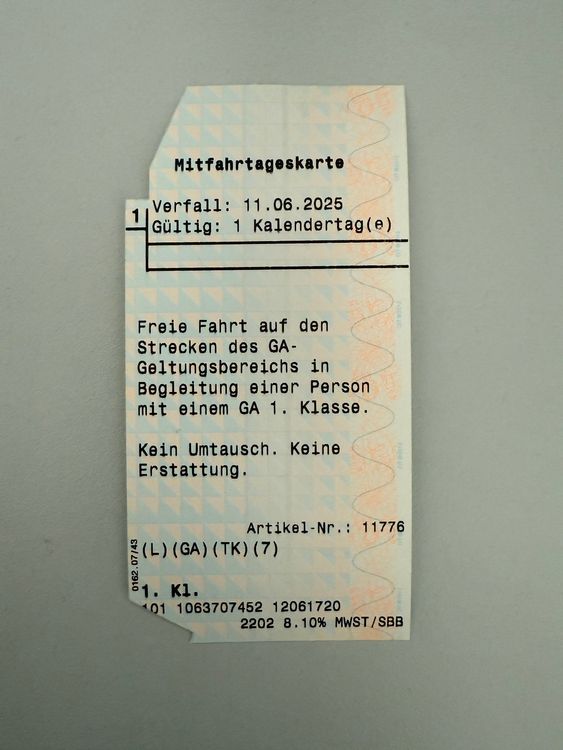 Mitfahrtageskarte
Verfall: 11.06.2025
1
Gültig: 1 Kalendertag(e)
Freie Fahrt auf den
Strecken des GA-
Geltungsbereichs in
Begleitung einer Person
mit einem GA 1. Klasse.
Kein Umtausch. Keine
Erstattung.
Artikel-Nr.: 11776
(L)(GA)(TK)(7)
0162.07/43
1. Kl.
101 1063707452 12061720
2202 8.10% MWST/SBB